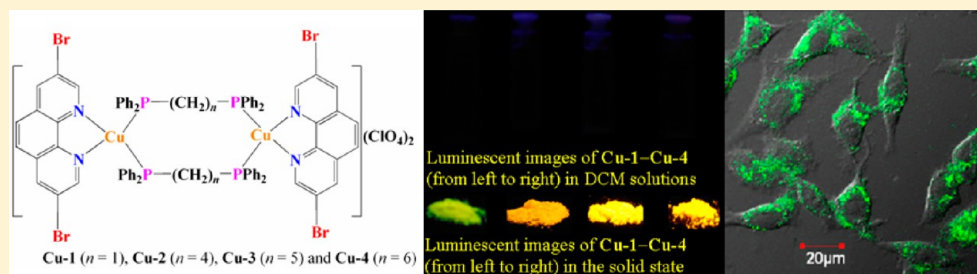 Br
Br
N
N
Cu
Ph₂P—(CH₂)ₙ—PPh₂
Ph₂P—(CH₂)ₙ—PPh₂
Cu
N
N
(ClO₄)₂
Br
Br
Cu-1 (n = 1), Cu-2 (n = 4), Cu-3 (n = 5) and Cu-4 (n = 6)
Luminescent images of Cu-1–Cu-4
(from left to right) in DCM solutions
Luminescent images of Cu-1–Cu-4
(from left to right) in the solid state
20μm